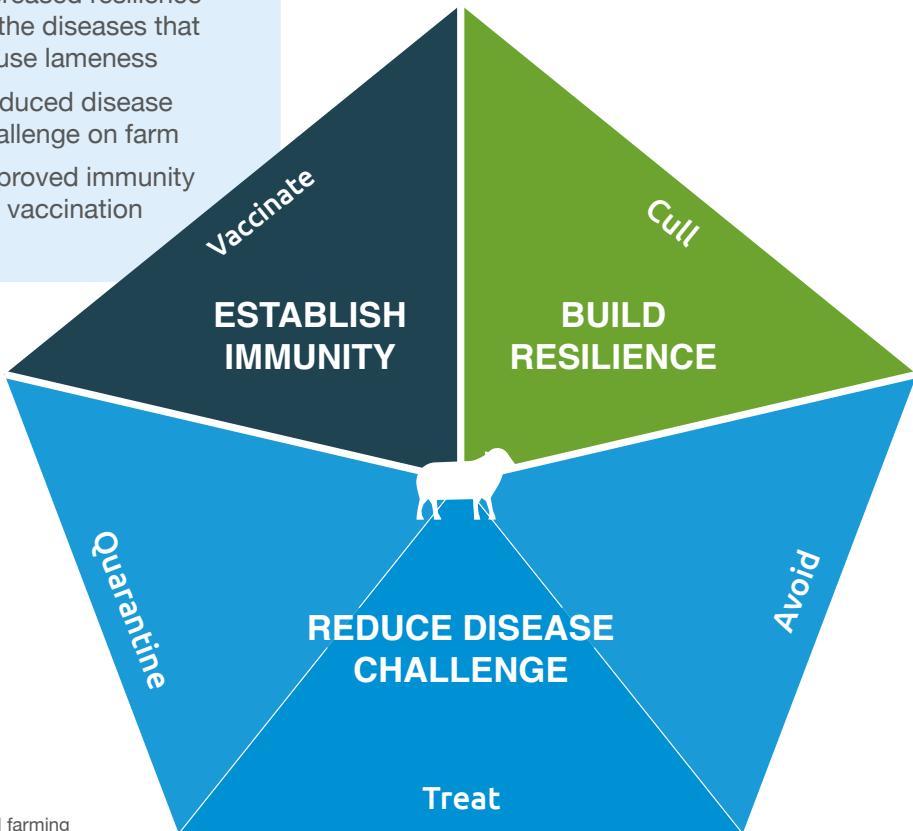 the diseases that
use lameness
duced disease
allenge on farm
proved immunity
vaccination
Vaccinate
Cull
ESTABLISH
IMMUNITY
BUILD
RESILIENCE
Quarantine
Avoid
REDUCE DISEASE
CHALLENGE
Treat
farming